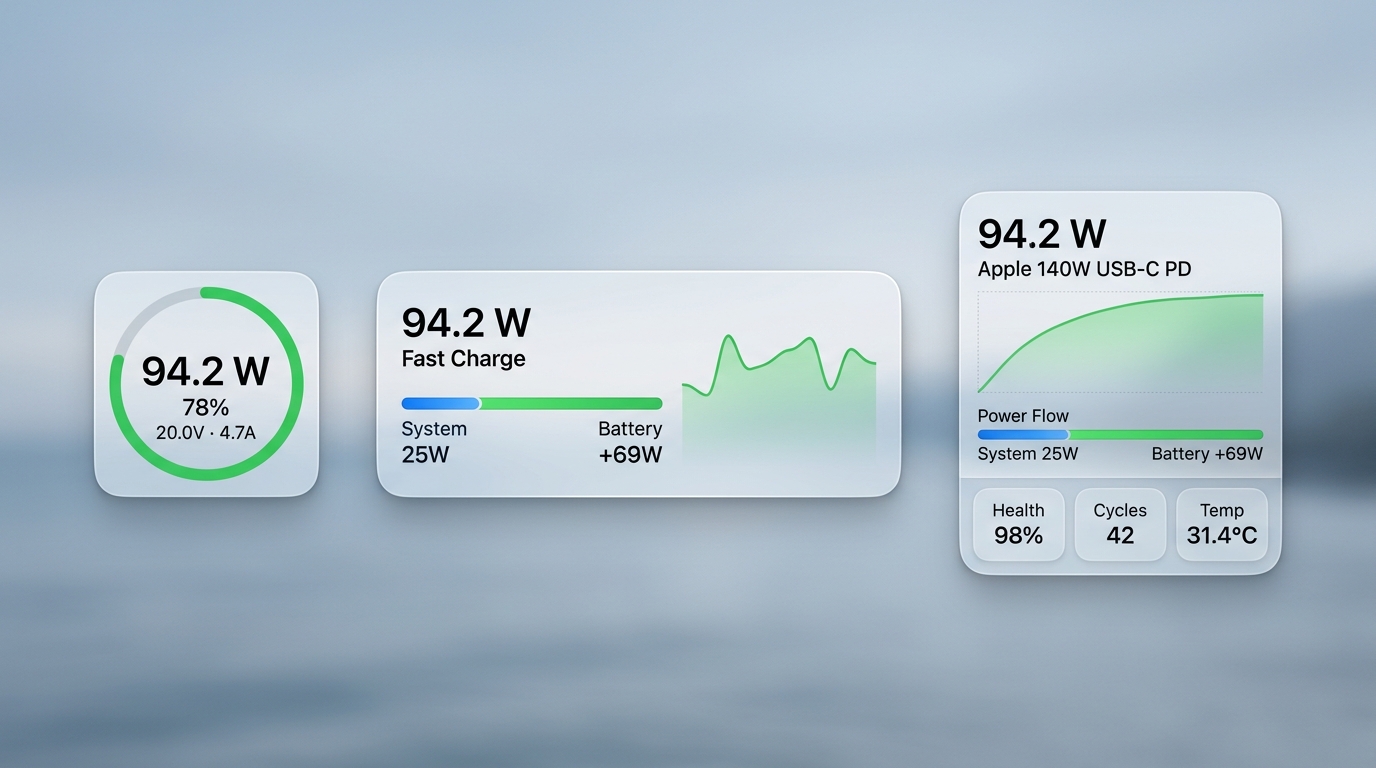 94.2 W
78%
20.0V · 4.7A
94.2 W
Fast Charge
System
Battery
25W
+69W
94.2 W
Apple 140W USB-C PD
Power Flow
System 25W
Battery +69W
Health
98%
Cycles
42
Temp
31.4°C